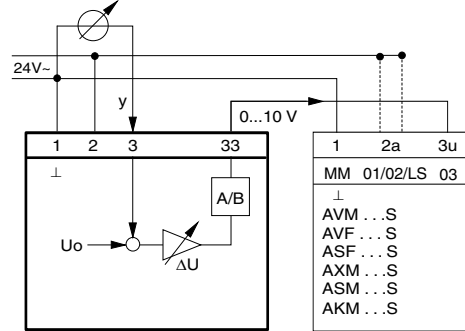 24V~
y
0...10 V
1 2 3 33
1 2a 3u
⊥
A/B
Uo
ΔU
MM 01/02/LS 03
⊥
AVM . . .S
AVF . . .S
ASF . . .S
AXM . . .S
ASM . . .S
AKM . . .S